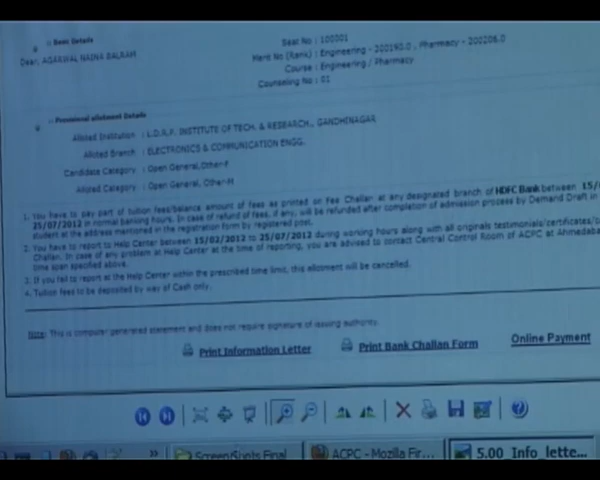 :: Basic Details
Dear, AGARWAL NAINA BALRAM
Seat No : 100001
Merit No (Rank) : Engineering - 200190.0 , Pharmacy - 200206.0
Course : Engineering / Pharmacy
Counseling No : 01
:: Provisional allotment Details
Alloted Institution : L.D.R.F. INSTITUTE OF TECH. & RESEARCH., GANDHINAGAR
Alloted Branch : ELECTRONICS & COMMUNICATION ENGG.
Candidate Category : Open General,Other-F
Alloted Category : Open General, Other-M
1. You have to pay part of tuition fees/balance amount of fees as printed on Fee Challan at any designated branch of HDFC Bank between 15/
25/07/2012 in normal banking hours. In case of refund of fees, if any, will be refunded after completion of admission process by Demand Draft in
student at the address mentioned in the registration form by registered post.
2. You have to report to Help Center between 15/02/2012 to 25/07/2012 during working hours along with all originals testimonials/certificates/
Challan. In case of any problem at Help Center at the time of reporting, you are advised to contact Central Control Room of ACPC at Ahmedaba
time span specified above.
3. If you fail to report at the Help Center within the prescribed time limit, this allotment will be cancelled.
4. Tution fees to be deposited by way of Cash only.
Note: This is computer generated statement and does not require signature of issuing authority.
Print Information Letter Print Bank Challan Form Online Payment
» ScreenShots Final ACPC - Mozilla Fir... 5.00_Info_lette...